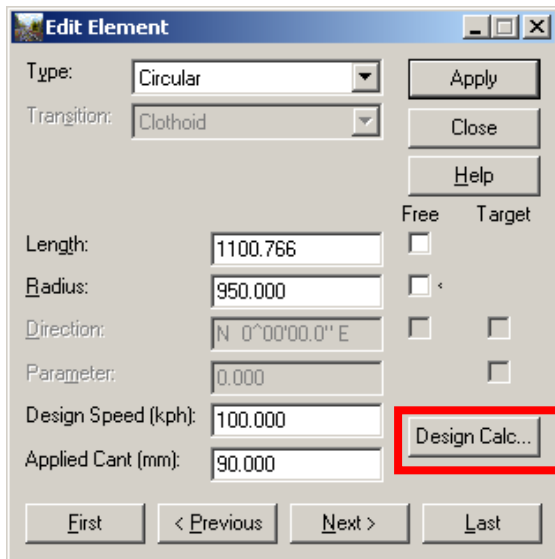 Edit Element
Type: Circular Apply
Transition: Clothoid Close
Help
Free Target
Length: 1100.766
Radius: 950.000
Direction: N 0^00'00.0" E
Parameter: 0.000
Design Speed (kph): 100.000 Design Calc...
Applied Cant (mm): 90.000
First < Previous Next > Last